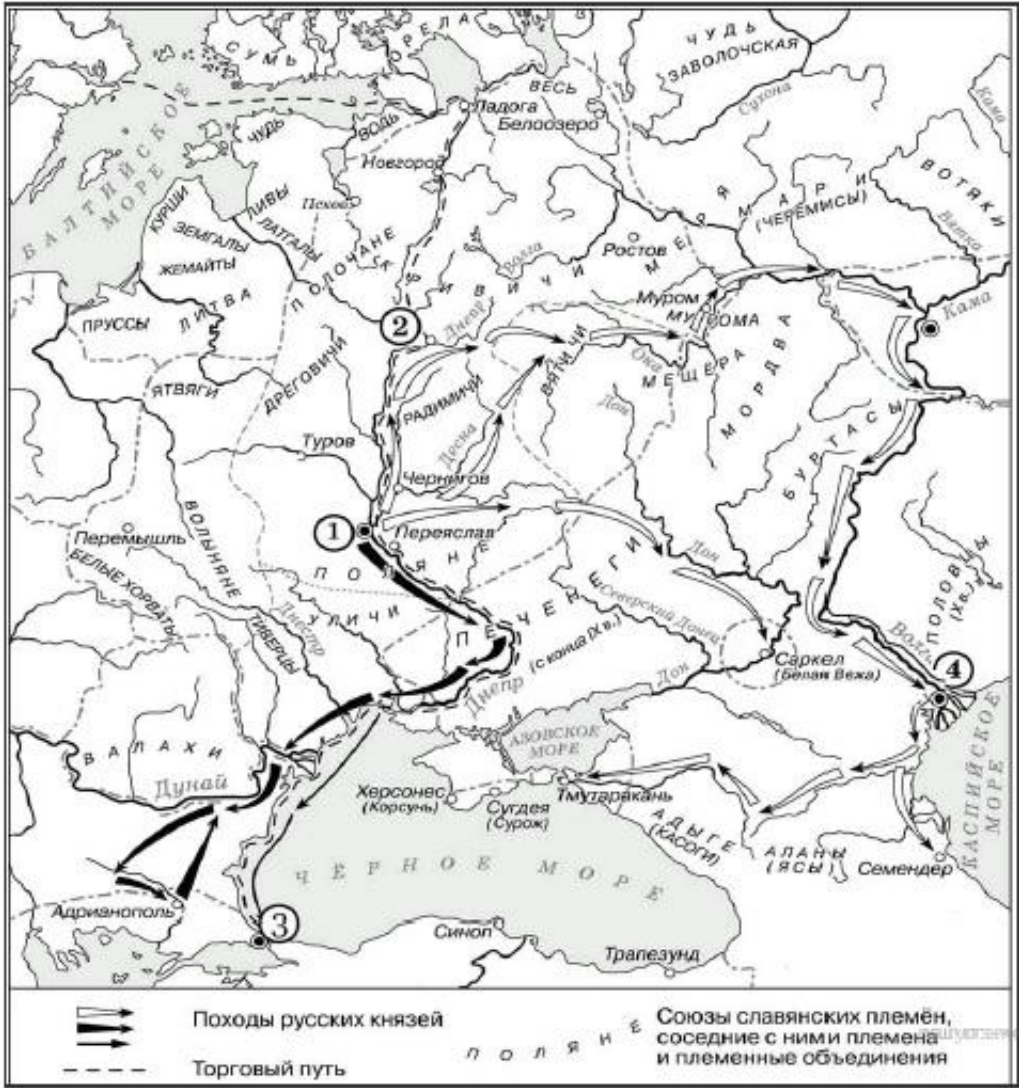 СУМЬ
КОРЕЛА
ЧУДЬ
ЗАВОЛОЧСКАЯ
ВЕСЬ
Сухона
Кама
Ладога
Белоозеро
ЧУДЬ
ВОДЬ
Новгород
БАЛТИЙСКОЕ
МОРЕ
ВОТЯКИ
Вятка
МАРИ
(ЧЕРЕМИСЫ)
МЕРЯ
КУРШИ
ЛИВЫ
Псков
ЗЕМГАЛЫ
ЛАТГАЛЫ
ЖЕМАЙТЫ
ПОЛОЧАНЕ
КРИВИЧИ
Волга
Ростов
Муром
МУРОМА
Кама
ПРУССЫ
ЛИТВА
2
Днепр
ЯТВЯГИ
ДРЕГОВИЧИ
РАДИМИЧИ
ВЯТИЧИ
Ока
МЕЩЕРА
МОРДВА
Дон
БУРТАСЫ
Туров
Десна
Чернигов
1
Переяслав
Перемышль
ВОЛЫНЯНЕ
БЕЛЫЕ ХОРВАТЫ
ПОЛЯНЕ
УЛИЧИ
ТИВЕРЦЫ
Днестр
ПЕЧЕНЕГИ
(с конца IX в.)
Дон
Северский Донец
ПОЛОВЦЫ
(X в.)
Волга
Саркел
(Белая Вежа)
4
Днепр
Дон
АЗОВСКОЕ
МОРЕ
ВАЛАХИ
Дунай
Херсонес
(Корсунь)
Сугдея
(Сурож)
Тмутаракань
АДЫГЕ
(КАСОГИ)
АЛАНЫ
(ЯСЫ)
Семендер
КАСПИЙСКОЕ
МОРЕ
ЧЁРНОЕ МОРЕ
Адрианополь
3
Синоп
Трапезунд
Походы русских князей
Торговый путь
ПОЛЯНЕ
Союзы славянских племён,
соседние с ними племена
и племенные объединения